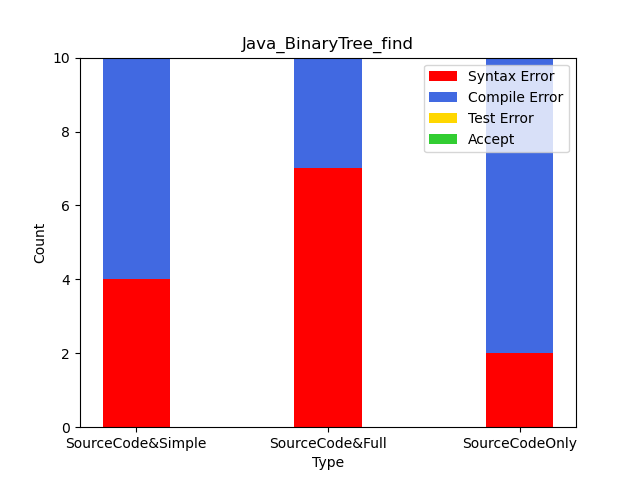 Java_BinaryTree_find
Count
10
8
6
4
2
0
Syntax Error
Compile Error
Test Error
Accept
SourceCode&Simple
SourceCode&Full
SourceCodeOnly
Type